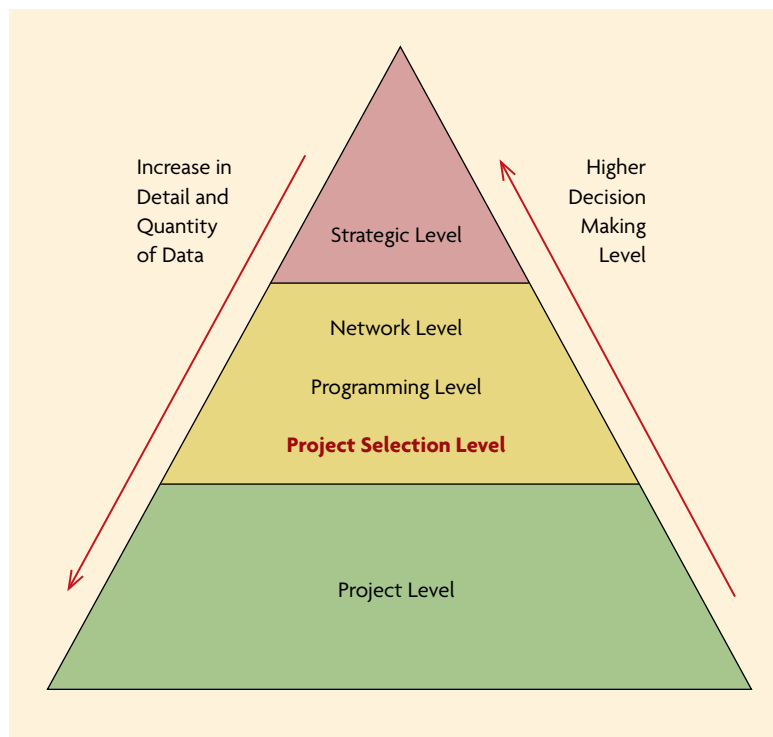 Increase in
Detail and
Quantity
of Data
Higher
Decision
Making
Level
Strategic Level
Network Level
Programming Level
Project Selection Level
Project Level